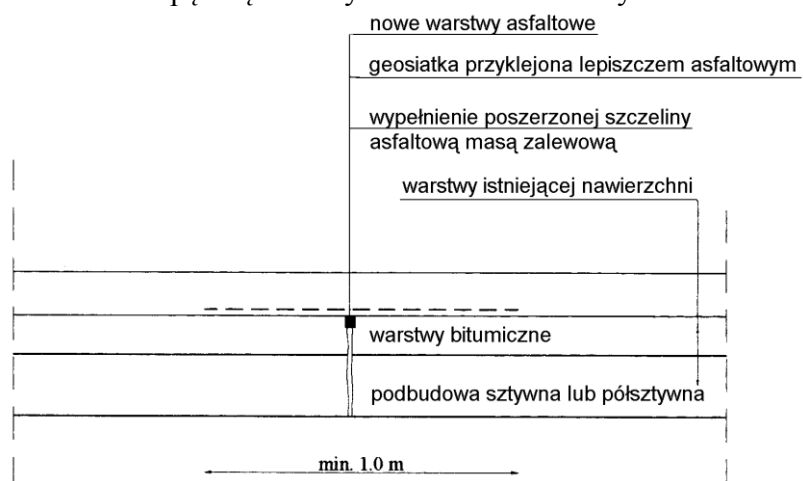 nowe warstwy asfaltowe
geosiatka przyklejona lepiszczem asfaltowym
wypełnienie poszerzonej szczeliny
asfaltową masą zalewową
warstwy istniejącej nawierzchni
warstwy bitumiczne
podbudowa sztywna lub półsztywna
min. 1.0 m